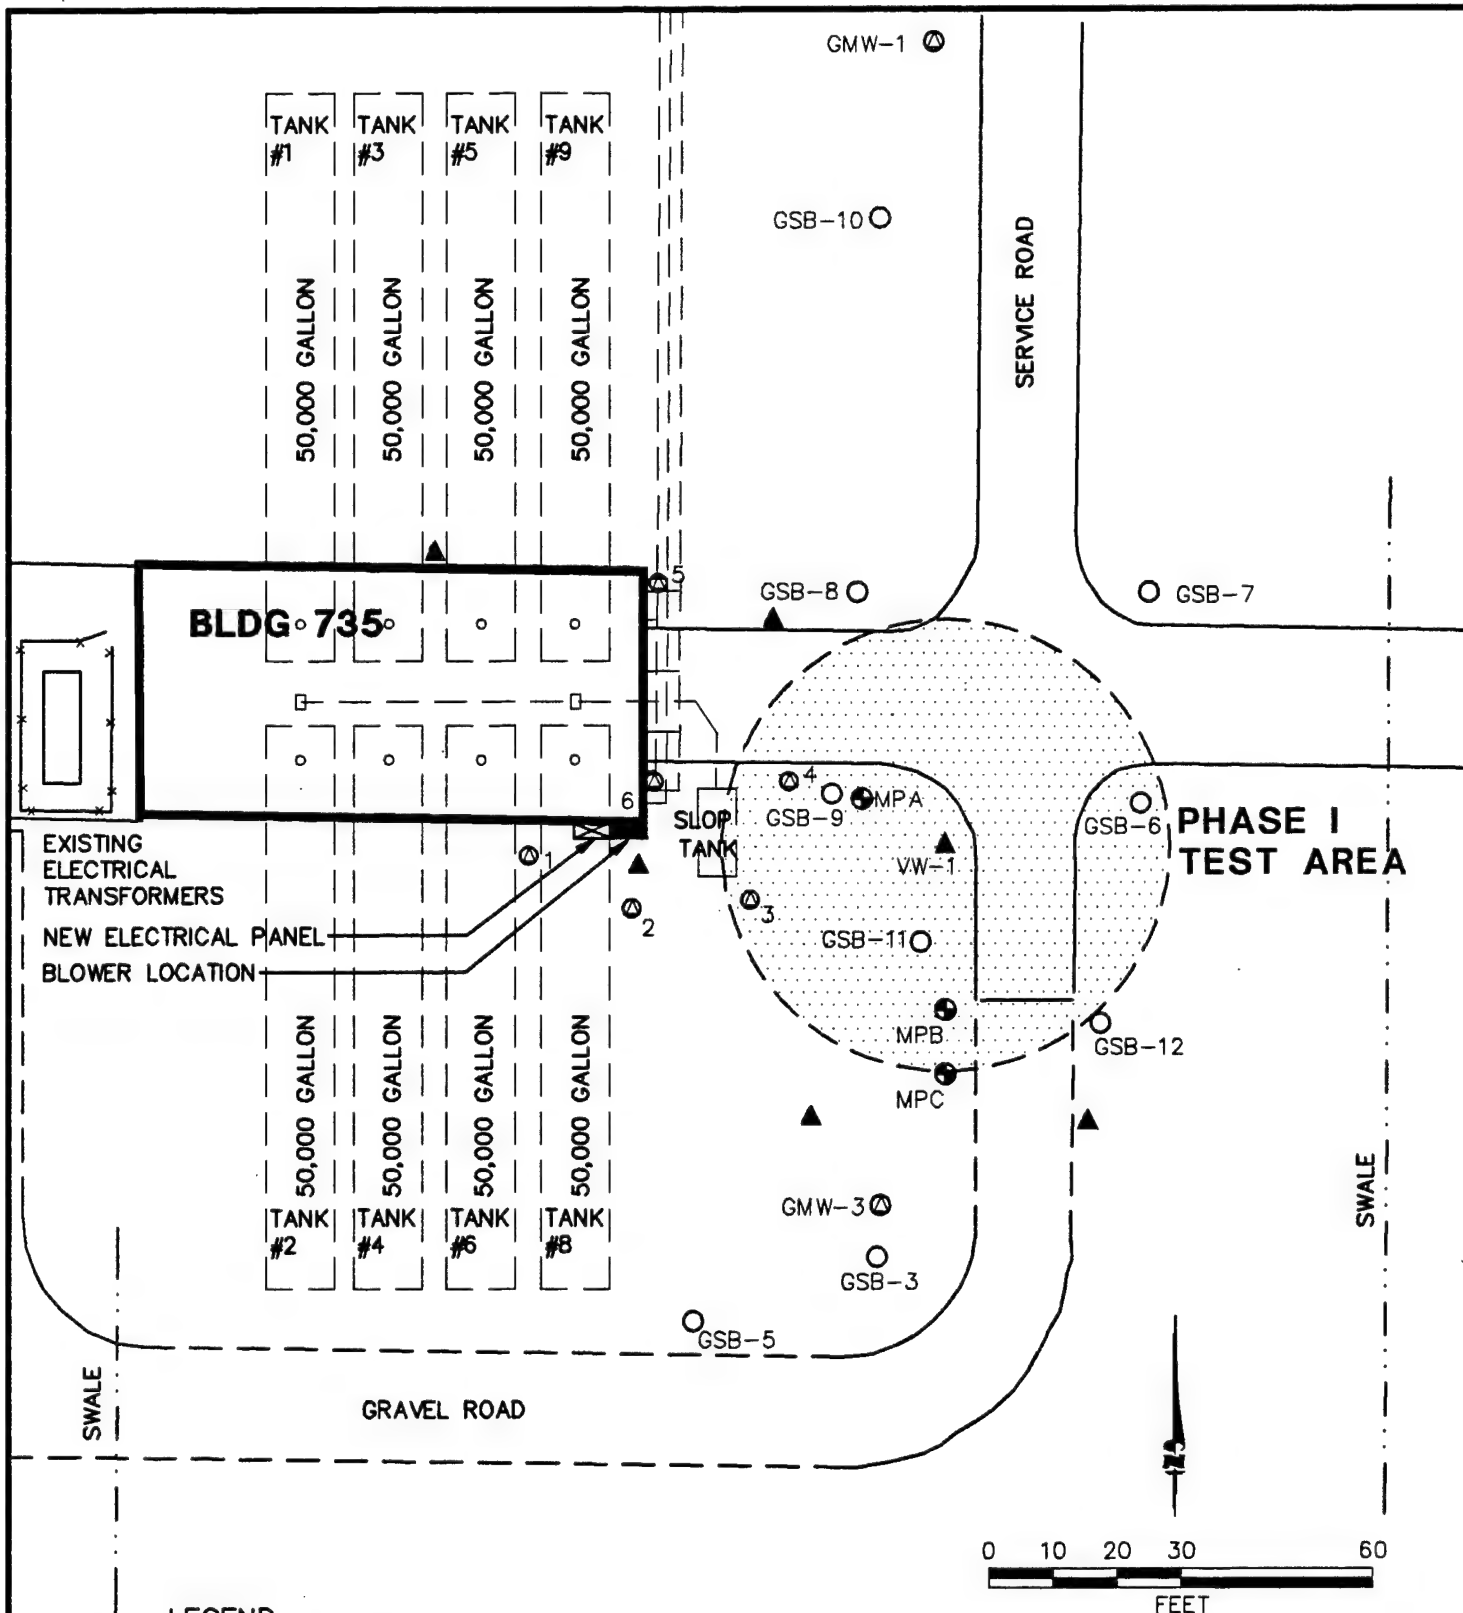 GMW-1
TANK #1
TANK #3
TANK #5
TANK #9
GSB-10
50,000 GALLON
50,000 GALLON
50,000 GALLON
50,000 GALLON
SERVICE ROAD
5
GSB-8
GSB-7
BLDG 735
4
MPA
6
GSB-9
GSB-6
SLOP
TANK
PHASE I
TEST AREA
EXISTING
ELECTRICAL
TRANSFORMERS
1
VW-1
2
3
NEW ELECTRICAL PANEL
GSB-11
BLOWER LOCATION
MPB
GSB-12
MPC
50,000 GALLON
50,000 GALLON
50,000 GALLON
50,000 GALLON
SWALE
GMW-3
TANK #2
TANK #4
TANK #6
TANK #8
GSB-3
GSB-5
SWALE
GRAVEL ROAD
N
0 10 20 30 60
FEET
LEGEND